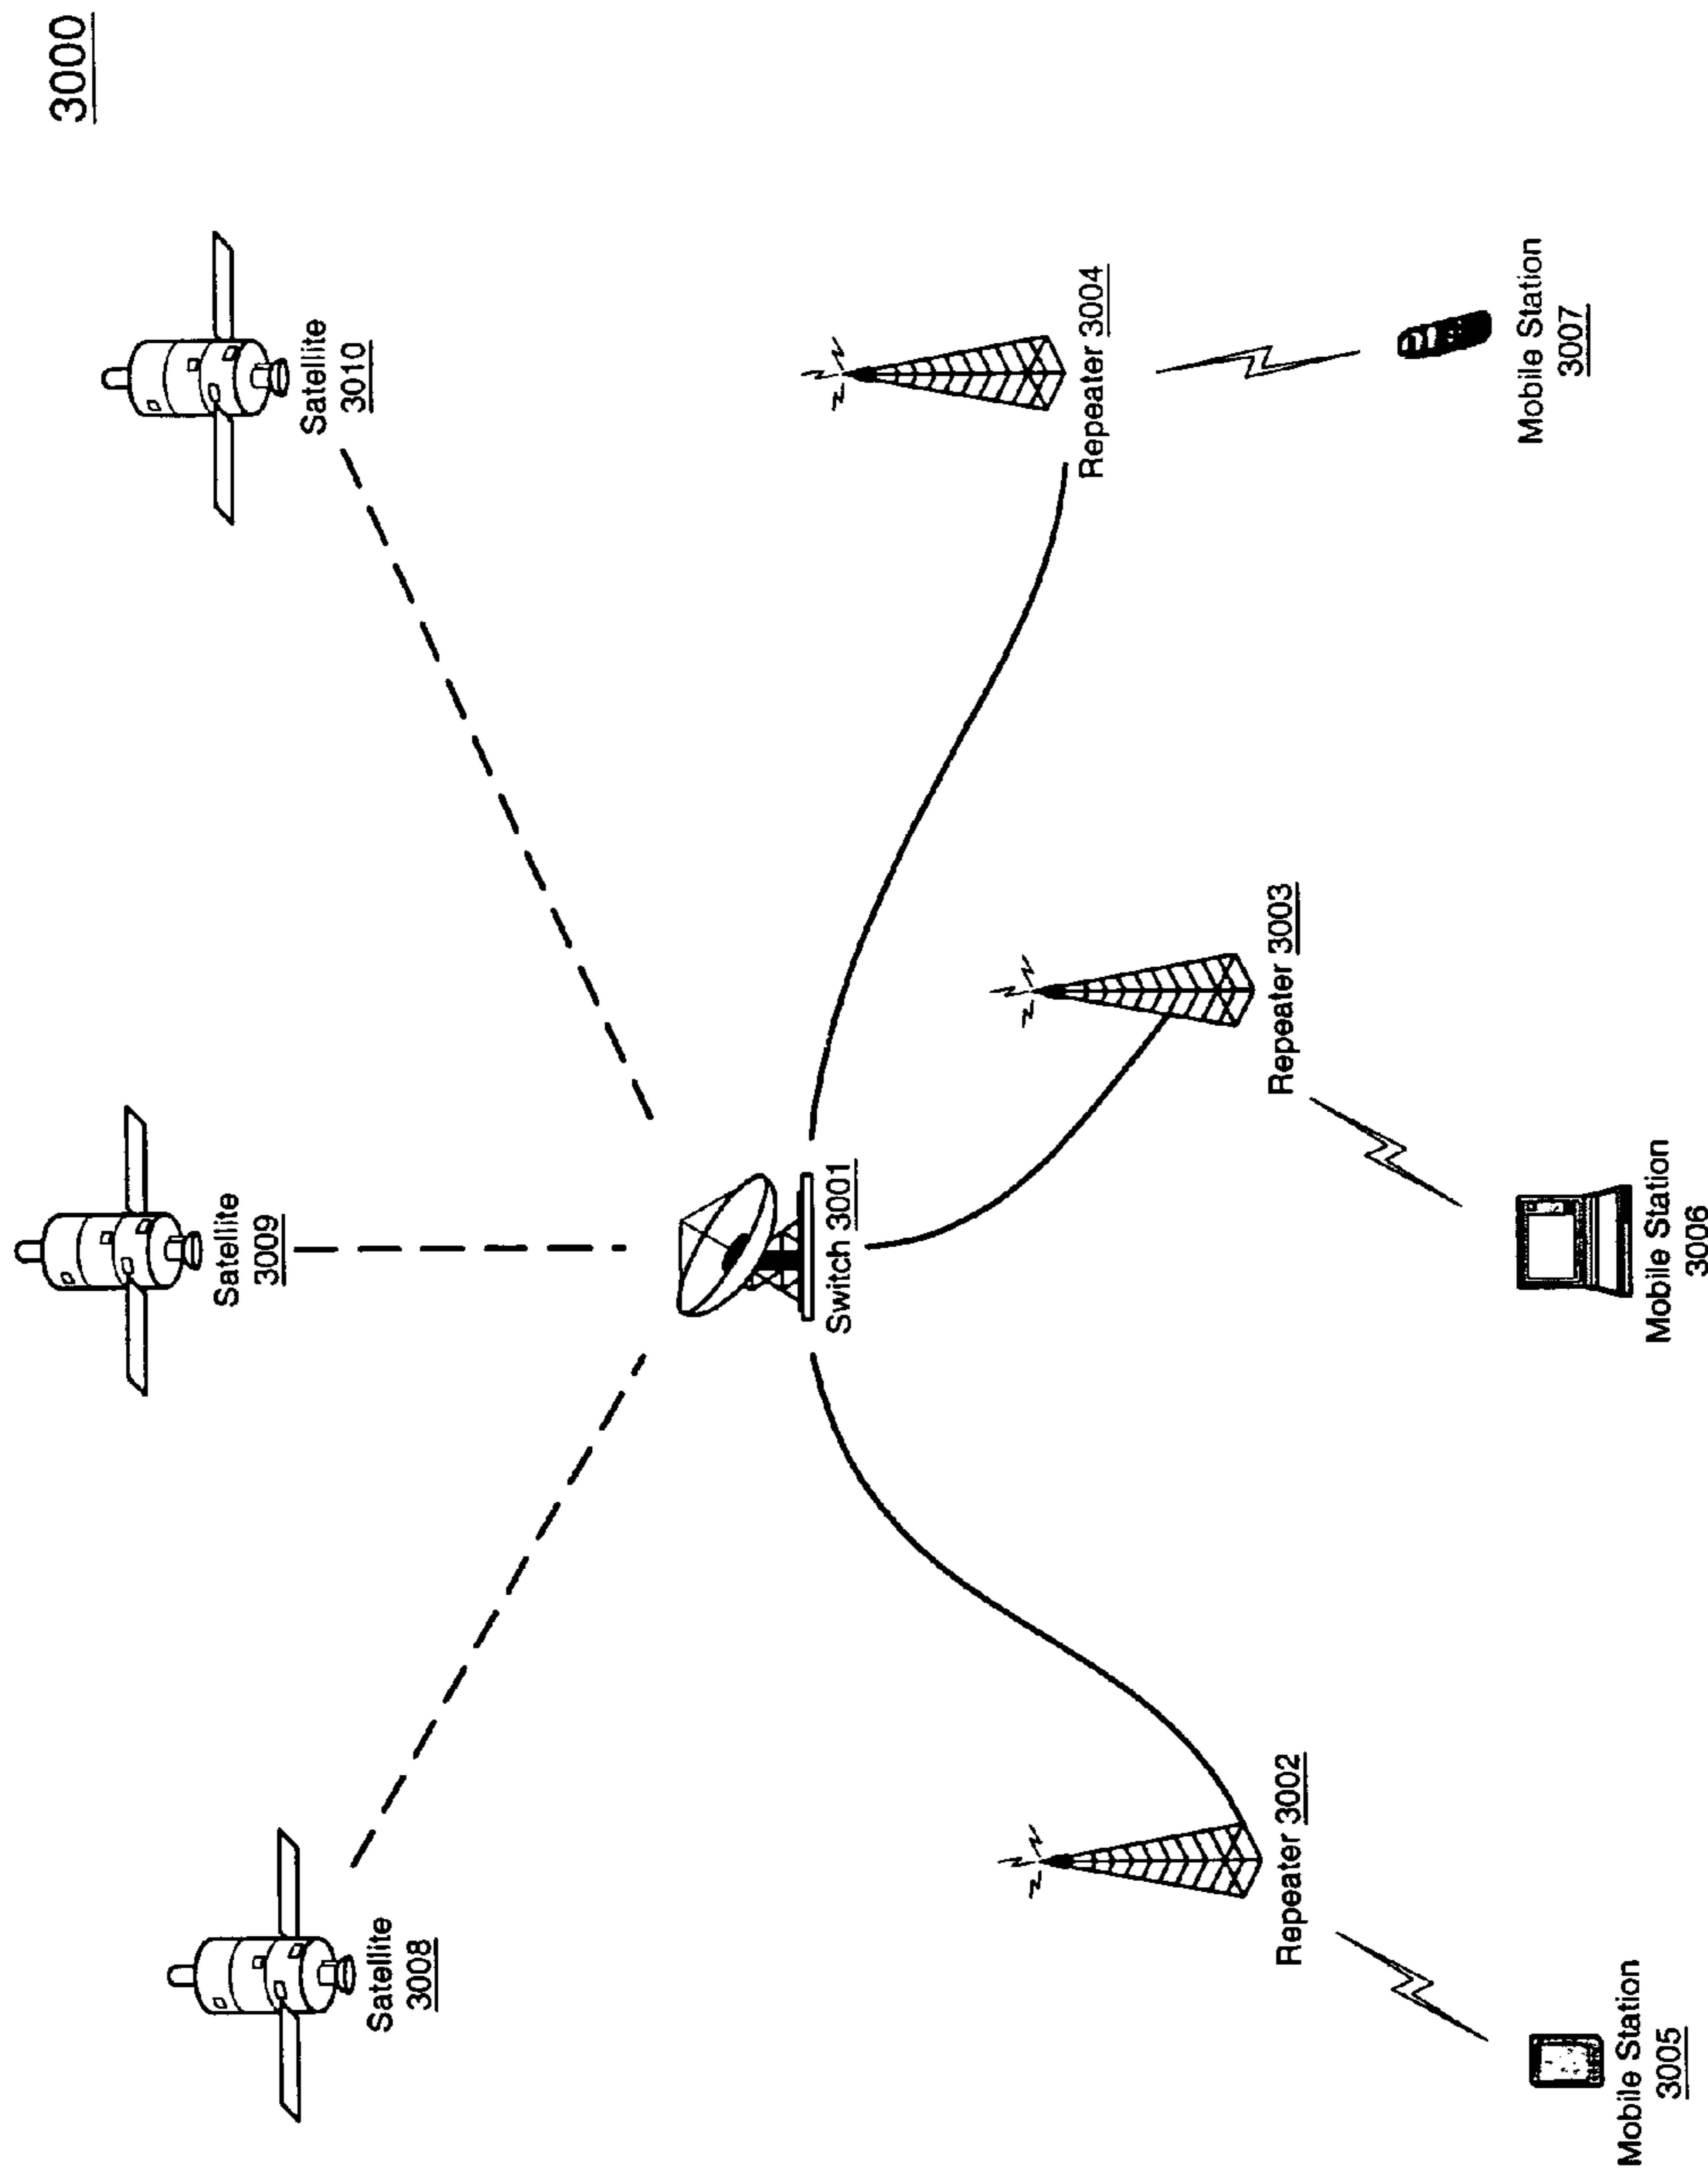 3000
Satellite
3008
Satellite
3009
Satellite
3010
Switch 3001
Repeater 3002
Repeater 3003
Repeater 3004
Mobile Station
3005
Mobile Station
3006
Mobile Station
3007